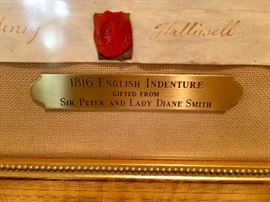 Halliwell
1816 English Indenture
gifted from
Sir Peter and Lady Diane Smith